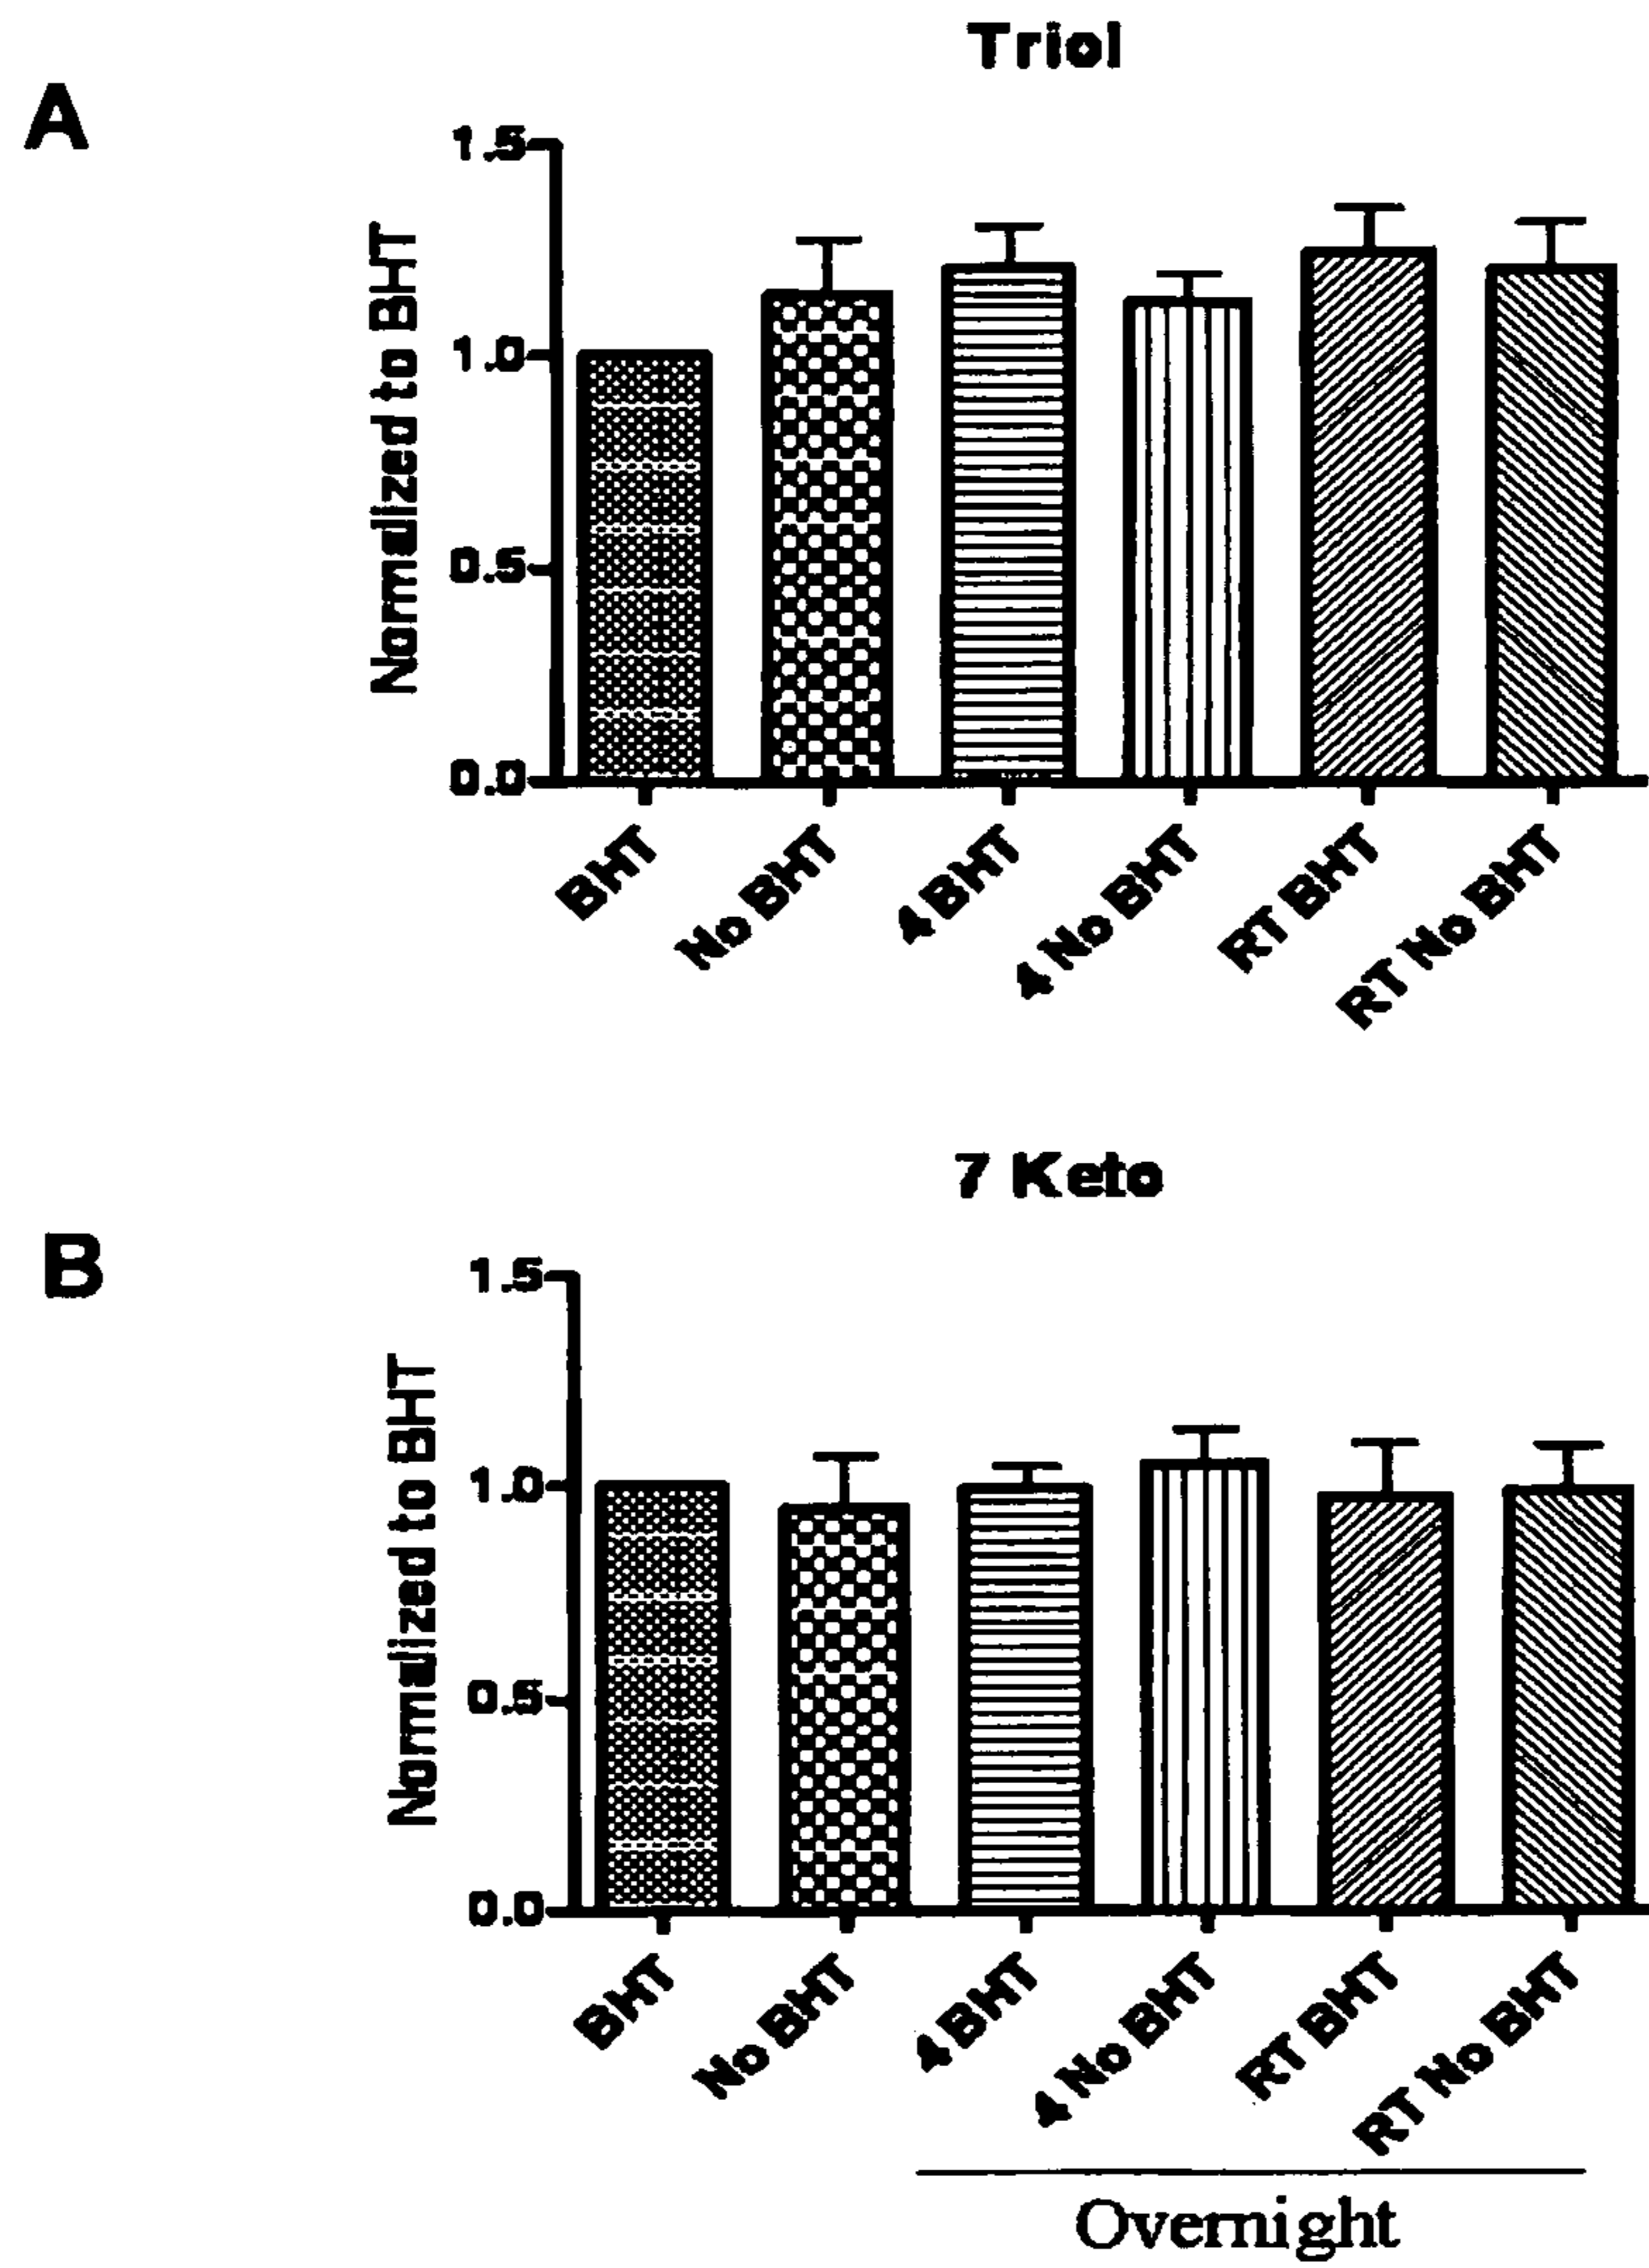 Triol
A
Normalized to BHT
1.5
1.0
0.5
0.0
BHT
No BHT
4 BHT
4 No BHT
RT BHT
RT No BHT
7 Keto
B
Normalized to BHT
1.5
1.0
0.5
0.0
BHT
No BHT
4 BHT
4 No BHT
RT BHT
RT No BHT
Overnight